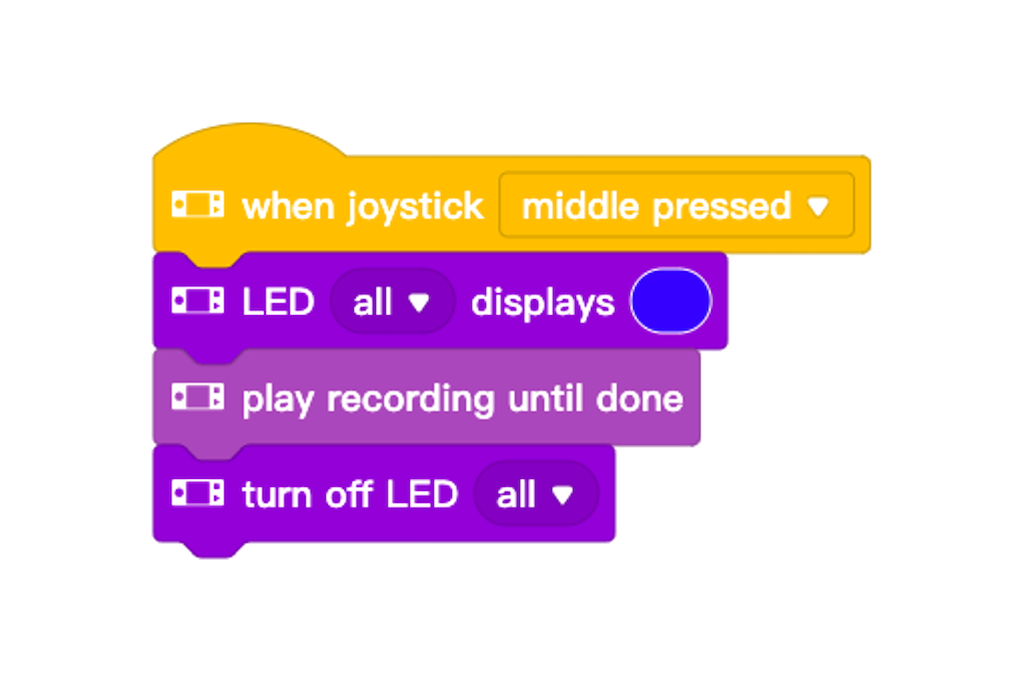 when joystick middle pressed
LED all displays
play recording until done
turn off LED all